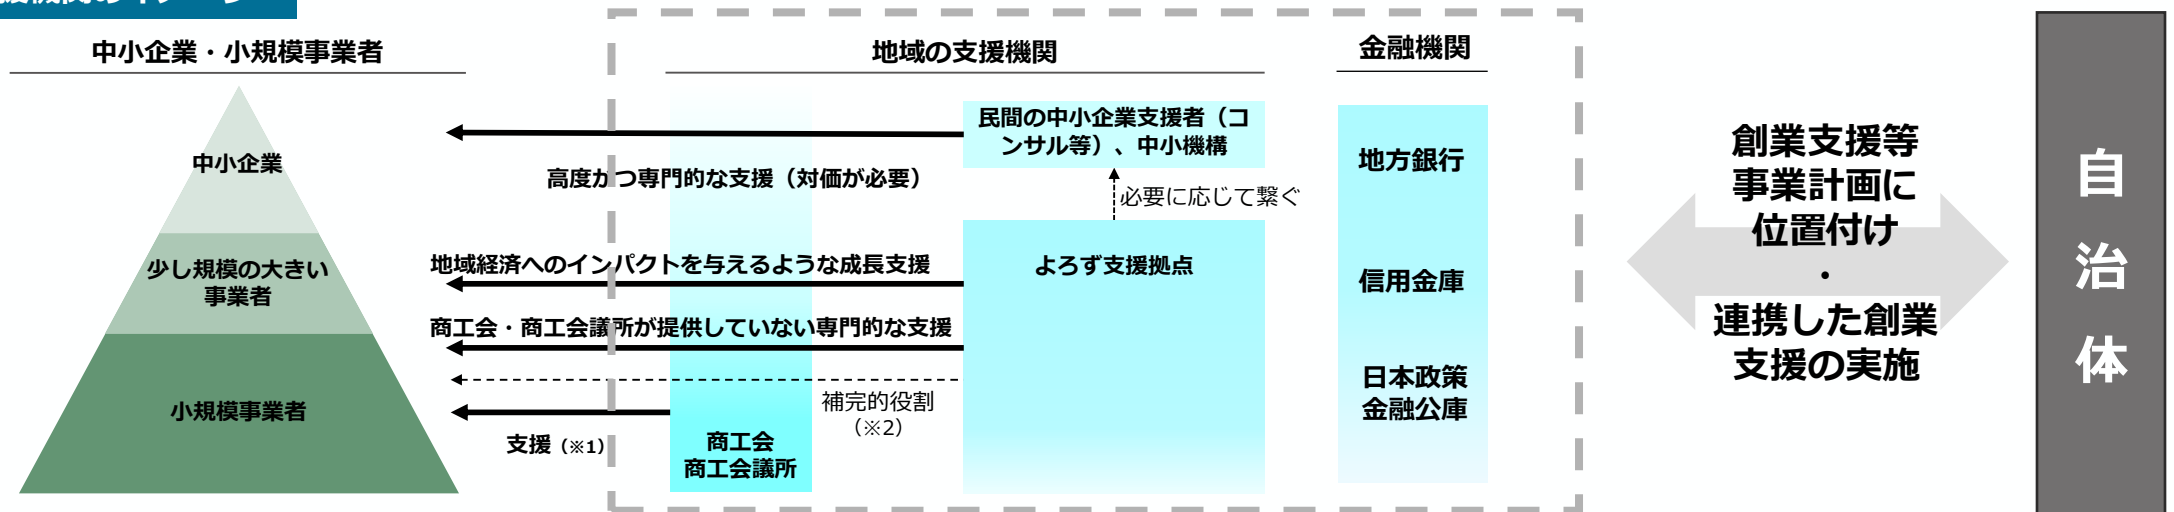 中小企業・小規模事業者
地域の支援機関
金融機関
中小企業
少し規模の大きい
事業者
小規模事業者
民間の中小企業支援者（コ
ンサル等）、中小機構
高度かつ専門的な支援（対価が必要）
必要に応じて繋ぐ
地域経済へのインパクトを与えるような成長支援
よろず支援拠点
商工会・商工会議所が提供していない専門的な支援
補完的役割
（※2）
支援（※1）
商工会
商工会議所
地方銀行
信用金庫
日本政策
金融公庫
創業支援等
事業計画に
位置付け
・
連携した創業
支援の実施
自治体